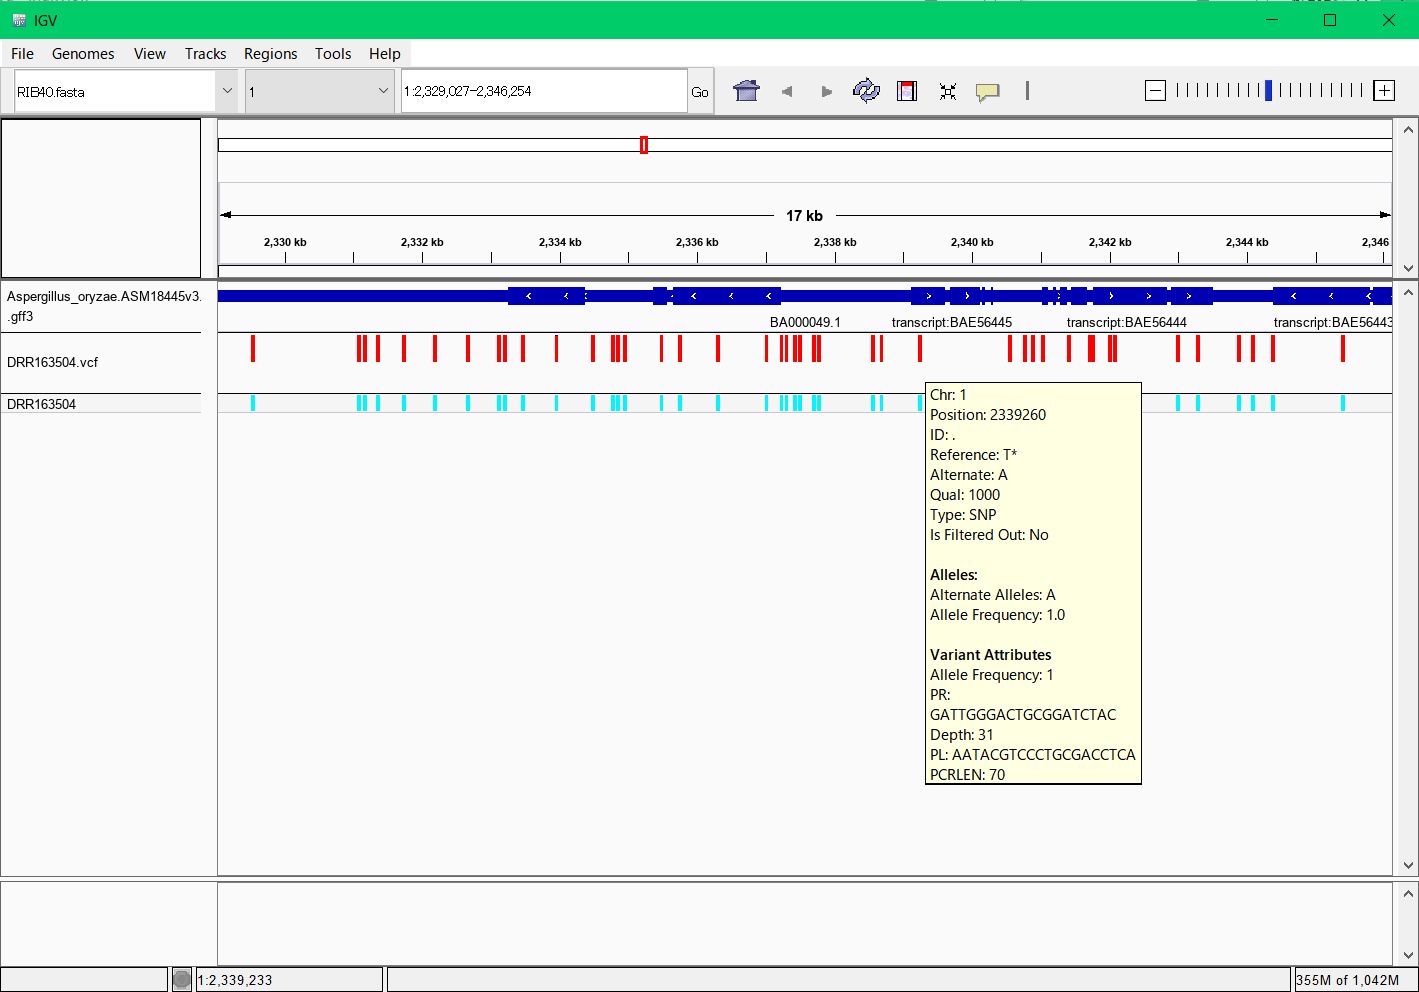 IGV
File Genomes View Tracks Regions Tools Help
RIB40.fasta 1 1:2,329,027-2,346,254 Go
17 kb
2,330 kb 2,332 kb 2,334 kb 2,336 kb 2,338 kb 2,340 kb 2,342 kb 2,344 kb 2,346
Aspergillus_oryzae.ASM18445v3.
.gff3
BA000049.1 transcript:BAE56445 transcript:BAE56444 transcript:BAE56443
DRR163504.vcf
DRR163504
Chr: 1
Position: 2339260
ID: .
Reference: T*
Alternate: A
Qual: 1000
Type: SNP
Is Filtered Out: No
Alleles:
Alternate Alleles: A
Allele Frequency: 1.0
Variant Attributes
Allele Frequency: 1
PR:
GATTGGGACTGCGGATCTAC
Depth: 31
PL: AATACGTCCCTGCGACCTCA
PCRLEN: 70
1:2,339,233 355M of 1,042M